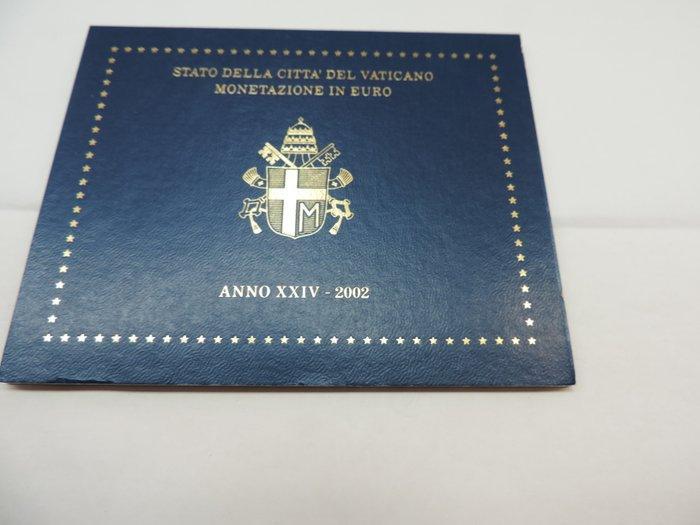 STATO DELLA CITTA' DEL VATICANO
MONETAZIONE IN EURO
M
ANNO XXIV - 2002